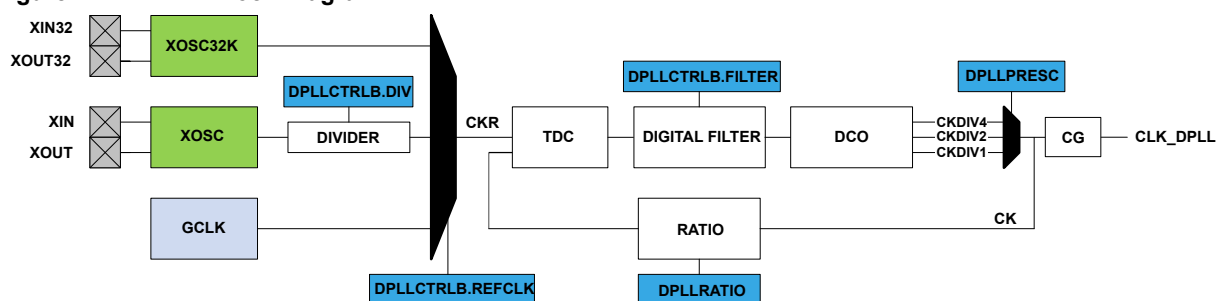 XIN32
XOUT32
XOSC32K
DPLLCTRLB.DIV
DPLLCTRLB.FILTER
DPLLPRESC
XIN
XOUT
XOSC
DIVIDER
CKR
TDC
DIGITAL FILTER
DCO
CKDIV4
CKDIV2
CKDIV1
CG
CLK_DPLL
GCLK
RATIO
CK
DPLLCTRLB.REFCLK
DPLLRATIO